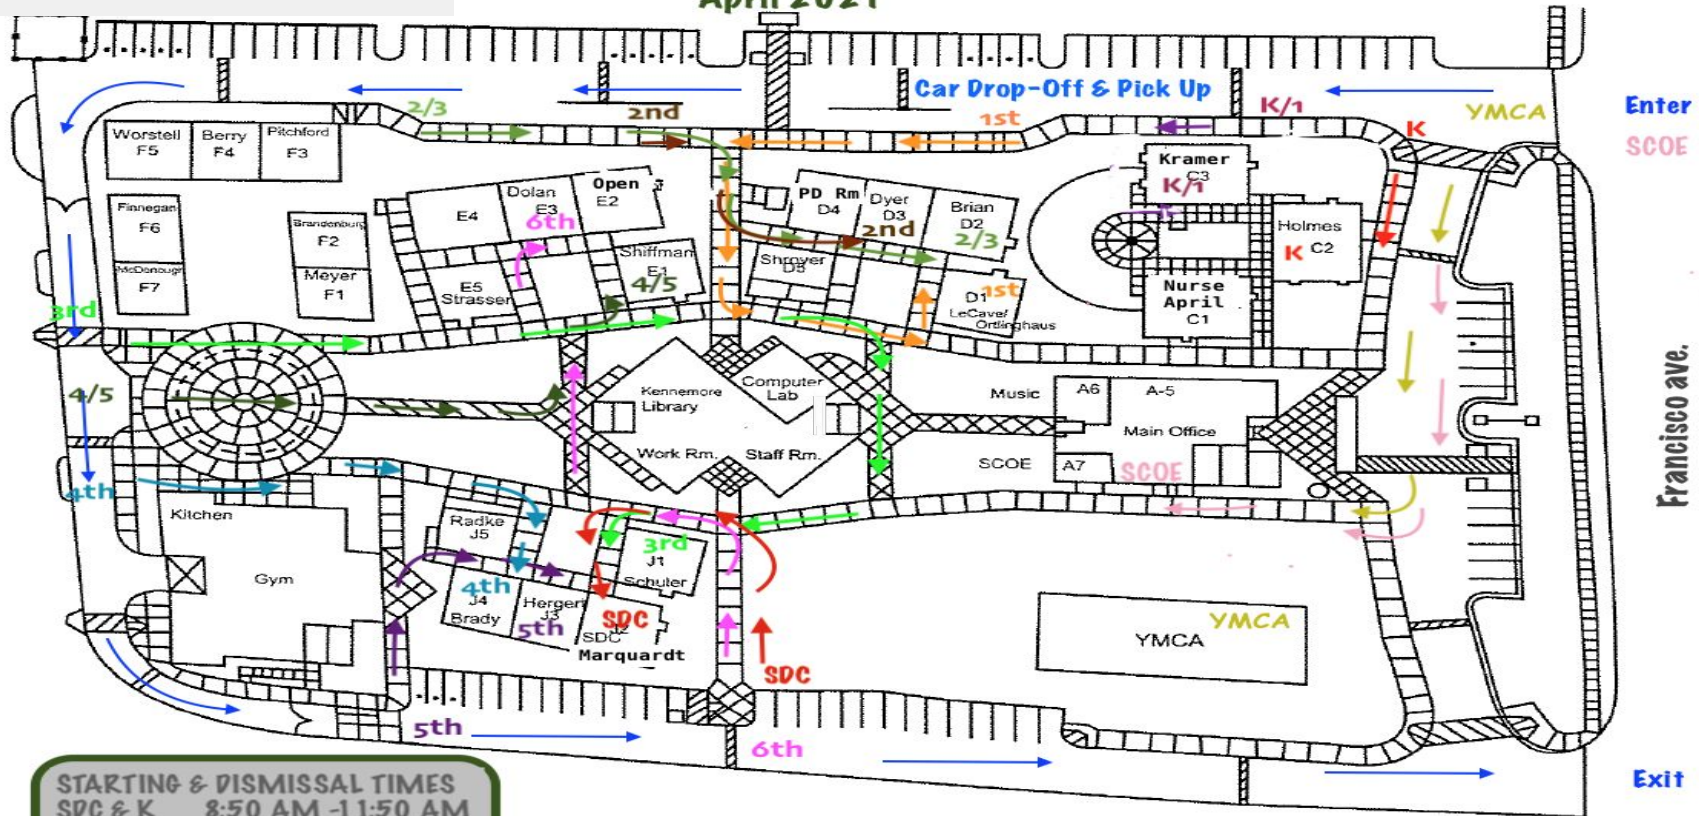 April 2021
Car Drop-Off & Pick Up
2/3
2nd
1st
K/1
K
YMCA
Enter
SCOE
Worstell
F5
Berry
F4
Pitchford
F3
Kramer
C3
K/1
Finnegan
F6
Brandenburg
F2
E4
Dolan
E3
6th
Open
E2
PD Rm
D4
Dyer
D3
2nd
Brian
D2
2/3
Holmes
K C2
McDonough
F7
Meyer
F1
E5
Strasser
Shiffman
E1
4/5
Shroyer
D5
D1
1st
LeCave/
Ortlinghaus
Nurse
April
C1
3rd
4/5
Kennemore
Library
Computer
Lab
Music
A6
A-5
Main Office
Work Rm.
Staff Rm.
SCOE
A7
SCOE
Francisco ave.
4th
Kitchen
Gym
Radke
J5
3rd
J1
Schuler
4th
J4
Brady
Hergert
J3
5th
SDC
J2
SDC
Marquardt
SDC
YMCA
YMCA
5th
6th
Exit
STARTING & DISMISSAL TIMES
SDC & K 8:50 AM -11:50 AM